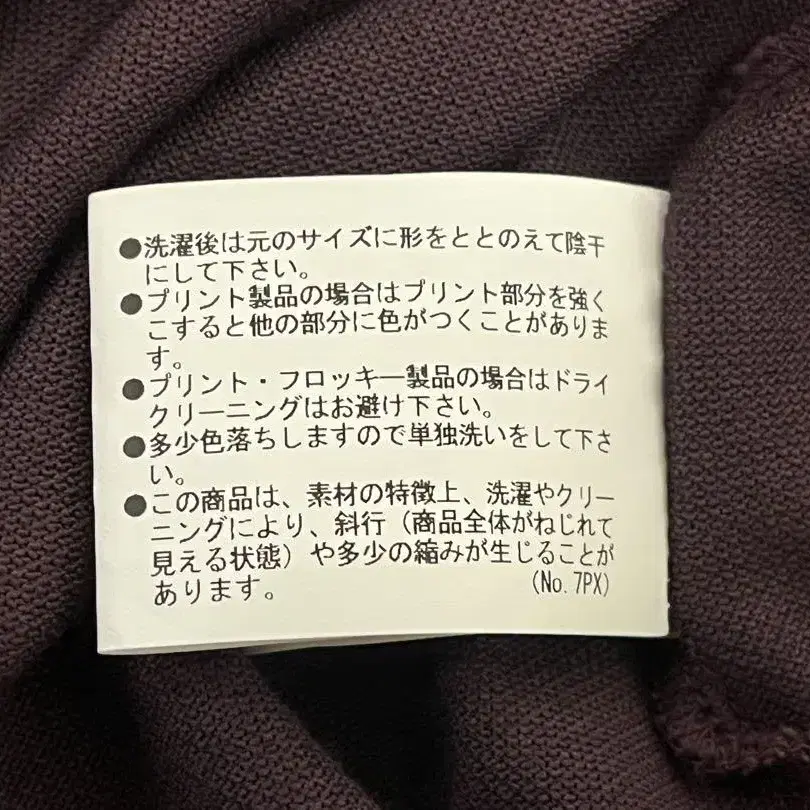 ●洗濯後は元のサイズに形をととのえて陰干
にして下さい。
●プリント製品の場合はプリント部分を強く
こすると他の部分に色がつくことがありま
す。
●プリント・フロッキー製品の場合はドライ
クリーニングはお避け下さい。
●多少色落ちしますので単独洗いをして下さ
い。
●この商品は、素材の特徴上、洗濯やクリー
ニングにより、斜行（商品全体がねじれて
見える状態）や多少の縮みが生じることが
あります。
(No. 7PX)